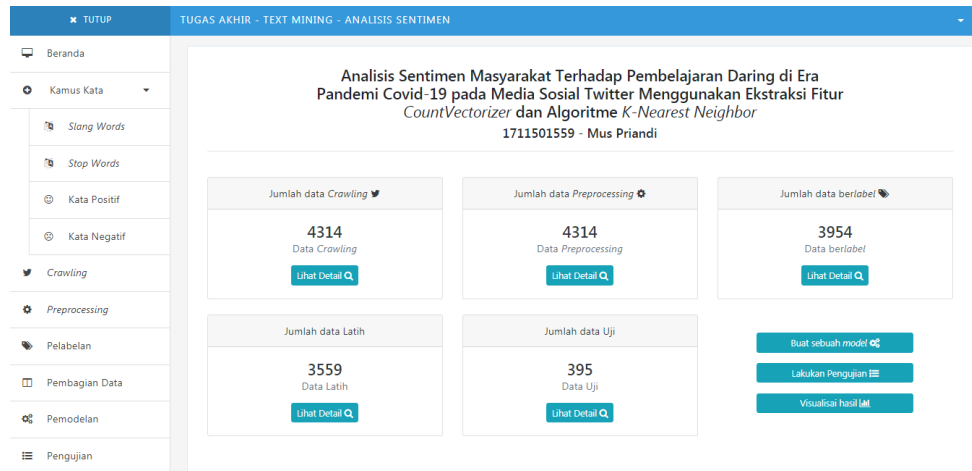 TUTUP
TUGAS AKHIR - TEXT MINING - ANALISIS SENTIMEN
Beranda
Kamus Kata
Slang Words
Stop Words
Kata Positif
Kata Negatif
Crawling
Preprocessing
Pelabelan
Pembagian Data
Pemodelan
Pengujian
Analisis Sentimen Masyarakat Terhadap Pembelajaran Daring di Era
Pandemi Covid-19 pada Media Sosial Twitter Menggunakan Ekstraksi Fitur
CountVectorizer dan Algoritme K-Nearest Neighbor
1711501559 - Mus Priandi
Jumlah data Crawling
4314
Data Crawling
Lihat Detail
Jumlah data Preprocessing
4314
Data Preprocessing
Lihat Detail
Jumlah data berlabel
3954
Data berlabel
Lihat Detail
Jumlah data Latih
3559
Data Latih
Lihat Detail
Jumlah data Uji
395
Data Uji
Lihat Detail
Buat sebuah model
Lakukan Pengujian
Visualisai hasil